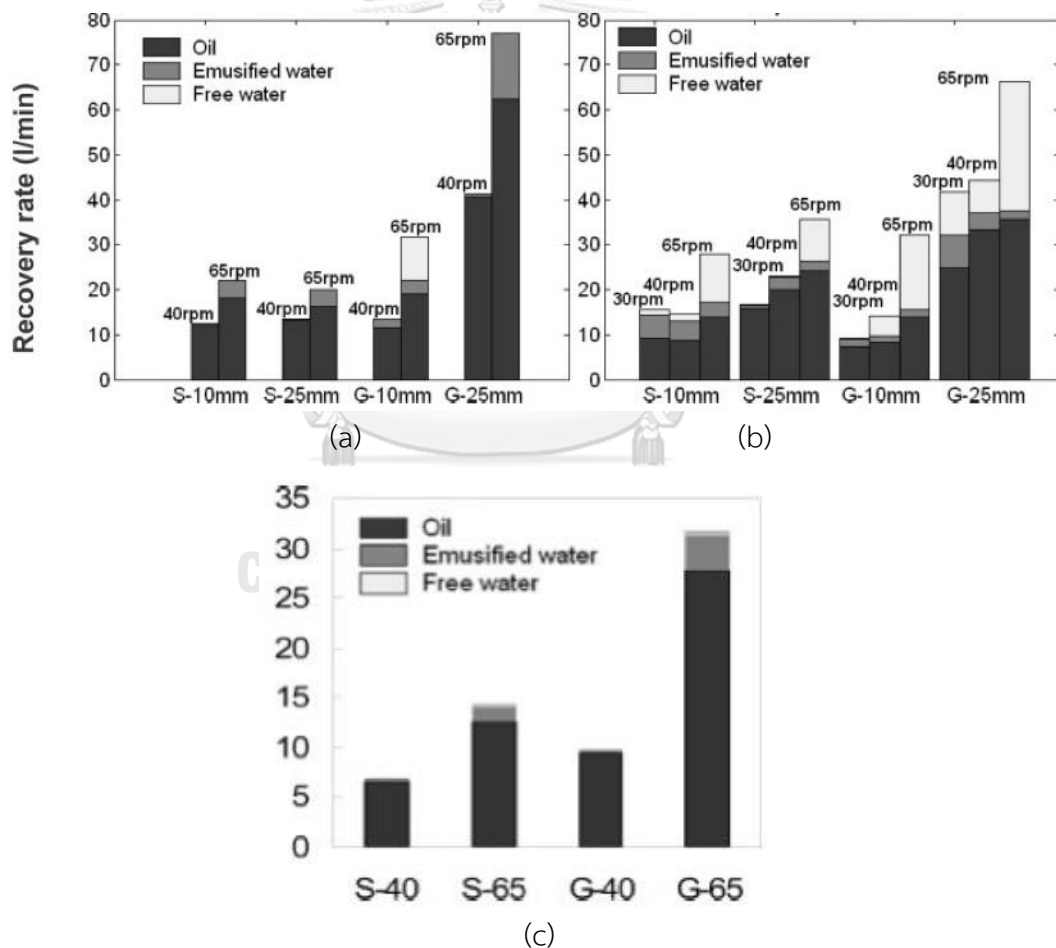 Recovery rate (l/min)
80
70
60
50
40
30
20
10
0
Oil
Emusified water
Free water
40rpm
65rpm
40rpm
65rpm
40rpm
65rpm
40rpm
65rpm
S-10mm S-25mm G-10mm G-25mm
(a)
80
70
60
50
40
30
20
10
0
Oil
Emusified water
Free water
30rpm
40rpm
65rpm
30rpm
40rpm
65rpm
30rpm
40rpm
65rpm
30rpm
40rpm
65rpm
S-10mm S-25mm G-10mm G-25mm
(b)
35
30
25
20
15
10
5
0
Oil
Emusified water
Free water
S-40 S-65 G-40 G-65
(c)